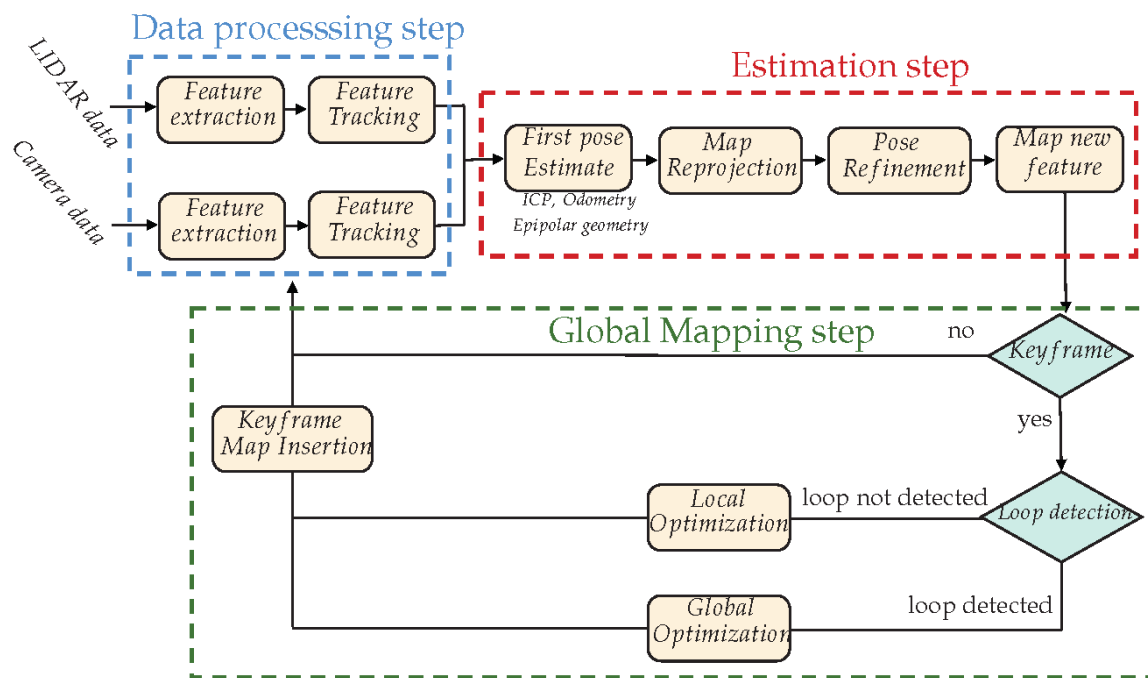 Data processsing step
LIDAR data
Feature
extraction
Feature
Tracking
Camera data
Feature
extraction
Feature
Tracking
Estimation step
First pose
Estimate
ICP, Odometry
Epipolar geometry
Map
Reprojection
Pose
Refinement
Map new
feature
Global Mapping step
no
Keyframe
yes
Keyframe
Map Insertion
Local
Optimization
loop not detected
Loop detection
Global
Optimization
loop detected